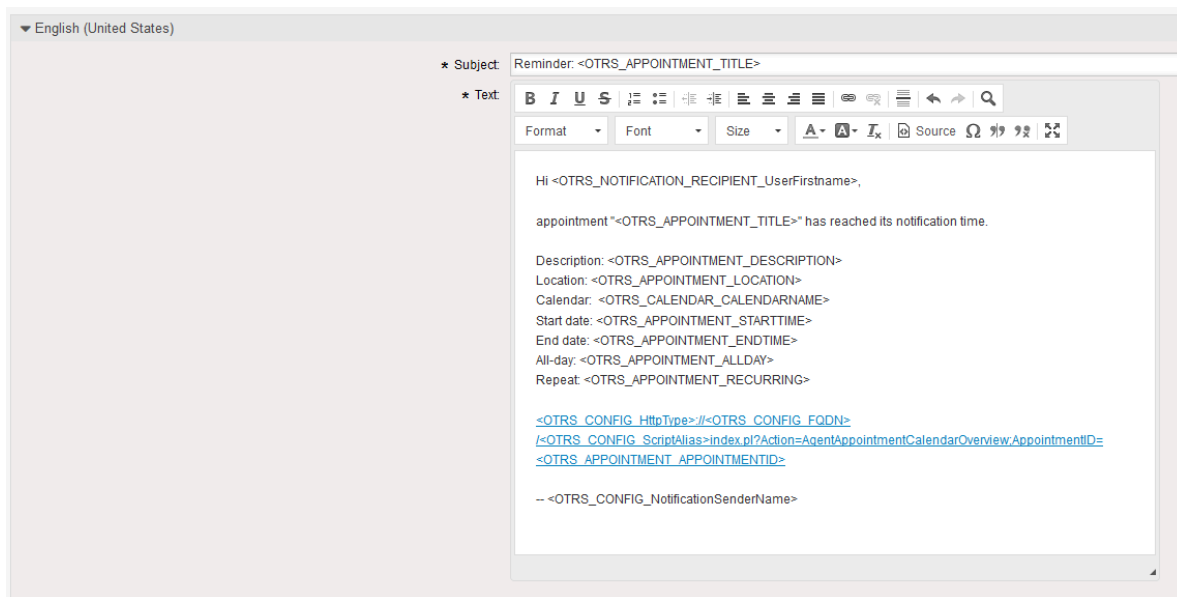 English (United States)
* Subject: Reminder: <OTRS_APPOINTMENT_TITLE>
* Text:
B I U S
Format Font Size A A Ix Source Ω
Hi <OTRS_NOTIFICATION_RECIPIENT_UserFirstname>,
appointment "<OTRS_APPOINTMENT_TITLE>" has reached its notification time.
Description: <OTRS_APPOINTMENT_DESCRIPTION>
Location: <OTRS_APPOINTMENT_LOCATION>
Calendar: <OTRS_CALENDAR_CALENDARNAME>
Start date: <OTRS_APPOINTMENT_STARTTIME>
End date: <OTRS_APPOINTMENT_ENDTIME>
All-day: <OTRS_APPOINTMENT_ALLDAY>
Repeat: <OTRS_APPOINTMENT_RECURRING>
<OTRS_CONFIG_HttpType>://<OTRS_CONFIG_FQDN>
/<OTRS_CONFIG_ScriptAlias>index.pl?Action=AgentAppointmentCalendarOverview;AppointmentID=
<OTRS_APPOINTMENT_APPOINTMENTID>
-- <OTRS_CONFIG_NotificationSenderName>